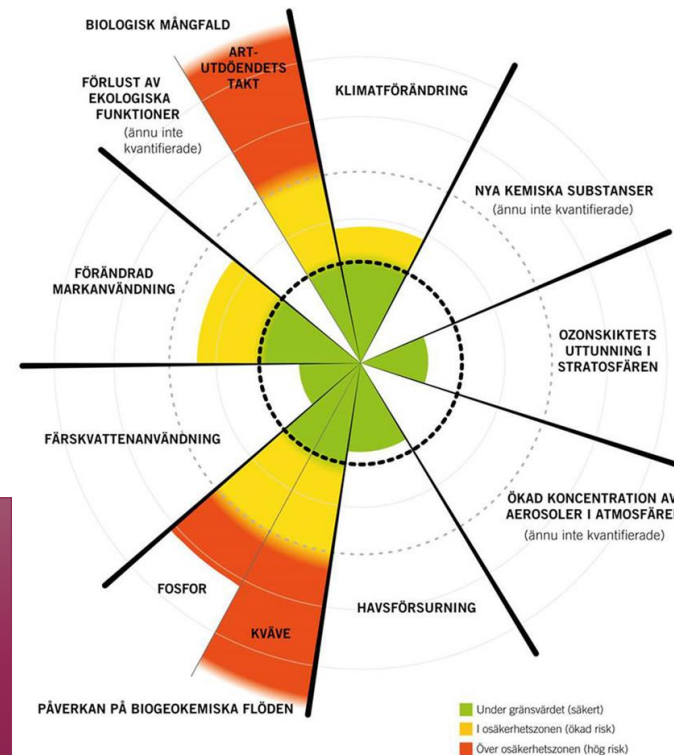 BIOLOGISK MÅNGFALD
ART-
UTDÖENDETS
TAKT
FÖRLUST AV
EKOLOGISKA
FUNKTIONER
(ännu inte
kvantifierade)
KLIMATFÖRÄNDRING
NYA KEMISKA SUBSTANSER
(ännu inte kvantifierade)
FÖRÄNDRAD
MARKANVÄNDNING
OZONSKIKTETS
UTTUNNING I
STRATOSFÄREN
FÄRSKVATTENANVÄNDNING
ÖKAD KONCENTRATION AV
AEROSOLER I ATMOSFÄREN
(ännu inte kvantifierade)
FOSFOR
KVÄVE
HAVSFÖRSURNING
PÅVERKAN PÅ BIOGEOKEMISKA FLÖDEN
Under gränsvärdet (säkert)
I osäkerhetszonen (ökad risk)
Över osäkerhetszonen (hög risk)